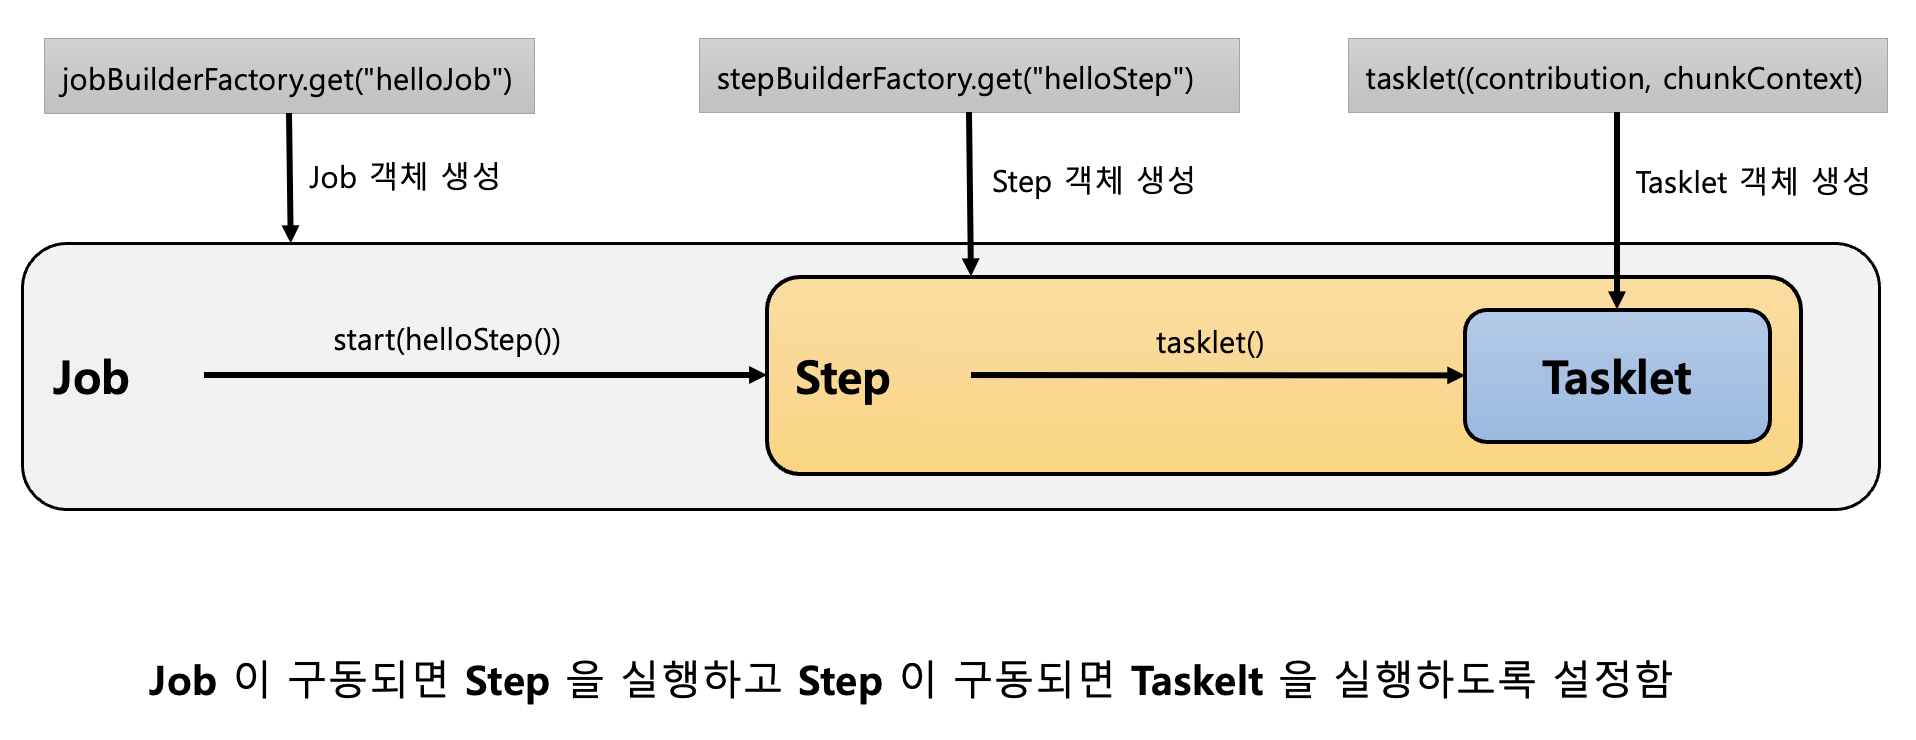 jobBuilderFactory.get("helloJob")
stepBuilderFactory.get("helloStep")
tasklet((contribution, chunkContext)
Job 객체 생성
Step 객체 생성
Tasklet 객체 생성
start(helloStep())
tasklet()
Job
Step
Tasklet
Job 이 구동되면 Step 을 실행하고 Step 이 구동되면 Taskelt 을 실행하도록 설정함